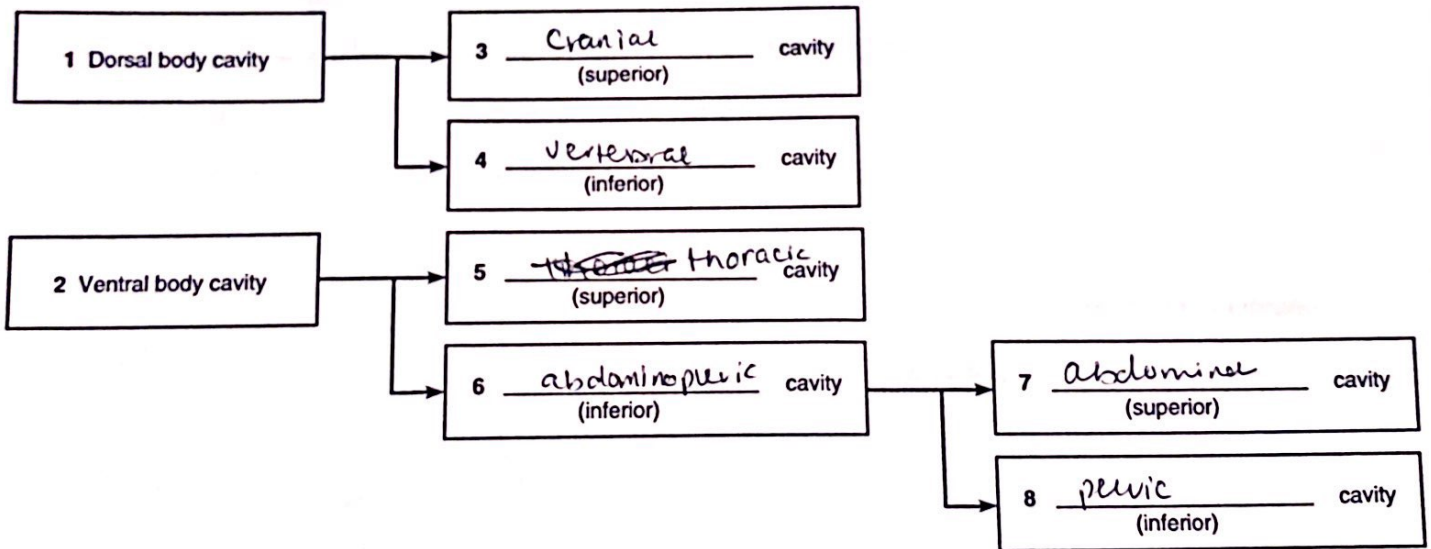 1 Dorsal body cavity
3 Cranial cavity
(superior)
4 vertebral cavity
(inferior)
2 Ventral body cavity
5 thoracic cavity
(superior)
6 abdominopelvic cavity
(inferior)
7 abdominal cavity
(superior)
8 pelvic cavity
(inferior)